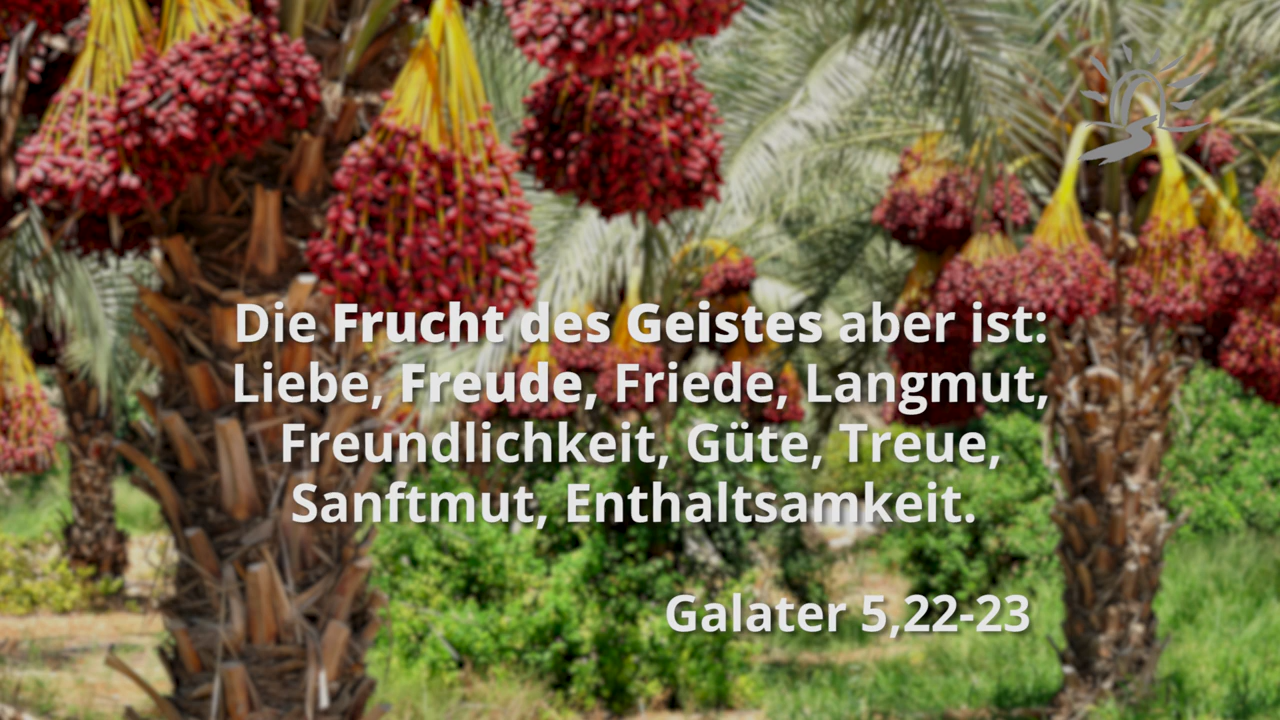 Die Frucht des Geistes aber ist:
Liebe, Freude, Friede, Langmut,
Freundlichkeit, Güte, Treue,
Sanftmut, Enthaltsamkeit.
Galater 5,22-23